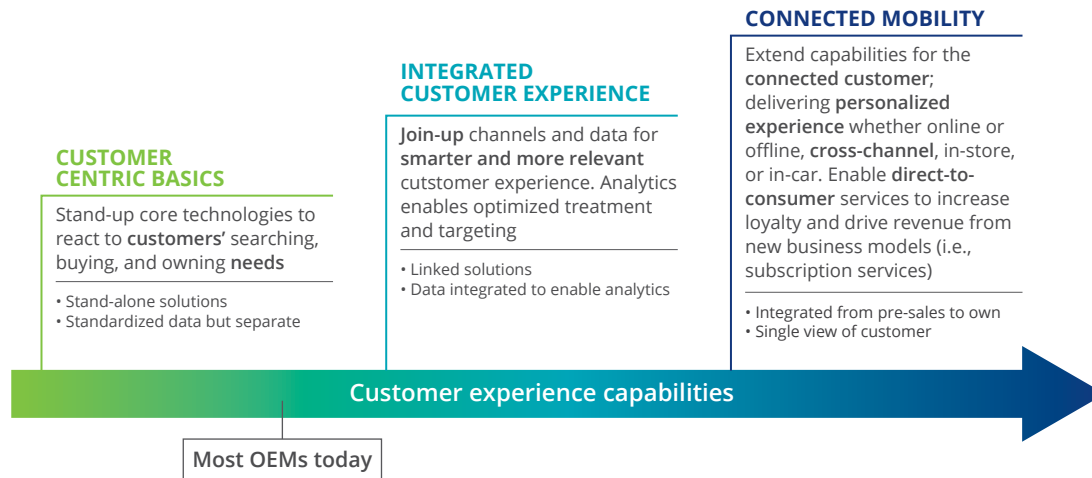 CUSTOMER
CENTRIC BASICS
Stand-up core technologies to
react to customers’ searching,
buying, and owning needs
• Stand-alone solutions
• Standardized data but separate
INTEGRATED
CUSTOMER EXPERIENCE
Join-up channels and data for
smarter and more relevant
cutstomer experience. Analytics
enables optimized treatment
and targeting
• Linked solutions
• Data integrated to enable analytics
CONNECTED MOBILITY
Extend capabilities for the
connected customer;
delivering personalized
experience whether online or
offline, cross-channel, in-store,
or in-car. Enable direct-to-
consumer services to increase
loyalty and drive revenue from
new business models (i.e.,
subscription services)
• Integrated from pre-sales to own
• Single view of customer
Customer experience capabilities
Most OEMs today